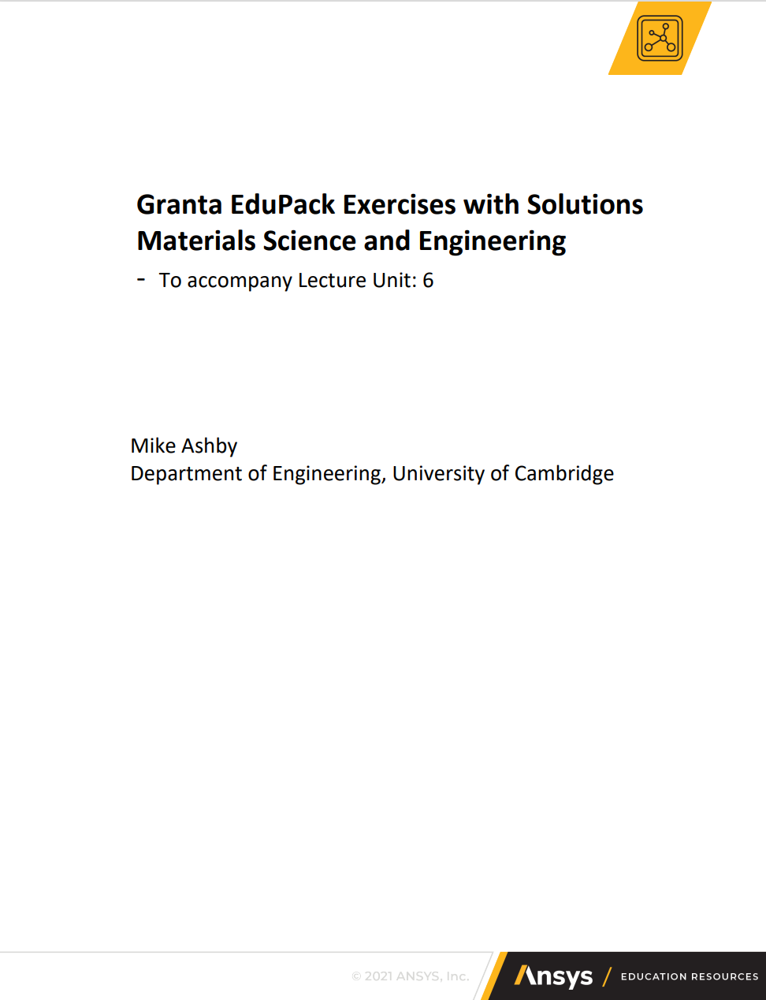 Granta EduPack Exercises with Solutions
Materials Science and Engineering
- To accompany Lecture Unit: 6
Mike Ashby
Department of Engineering, University of Cambridge
© 2021 ANSYS, Inc.
Ansys / EDUCATION RESOURCES